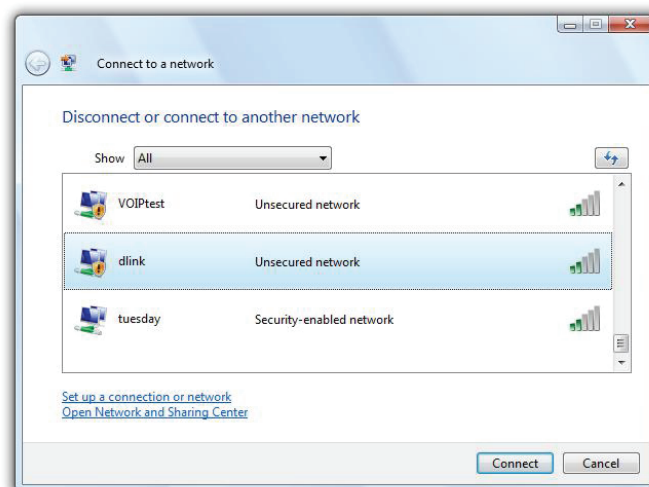 Connect to a network
Disconnect or connect to another network
Show All
VOIPtest Unsecured network
dlink Unsecured network
tuesday Security-enabled network
Set up a connection or network
Open Network and Sharing Center
Connect Cancel